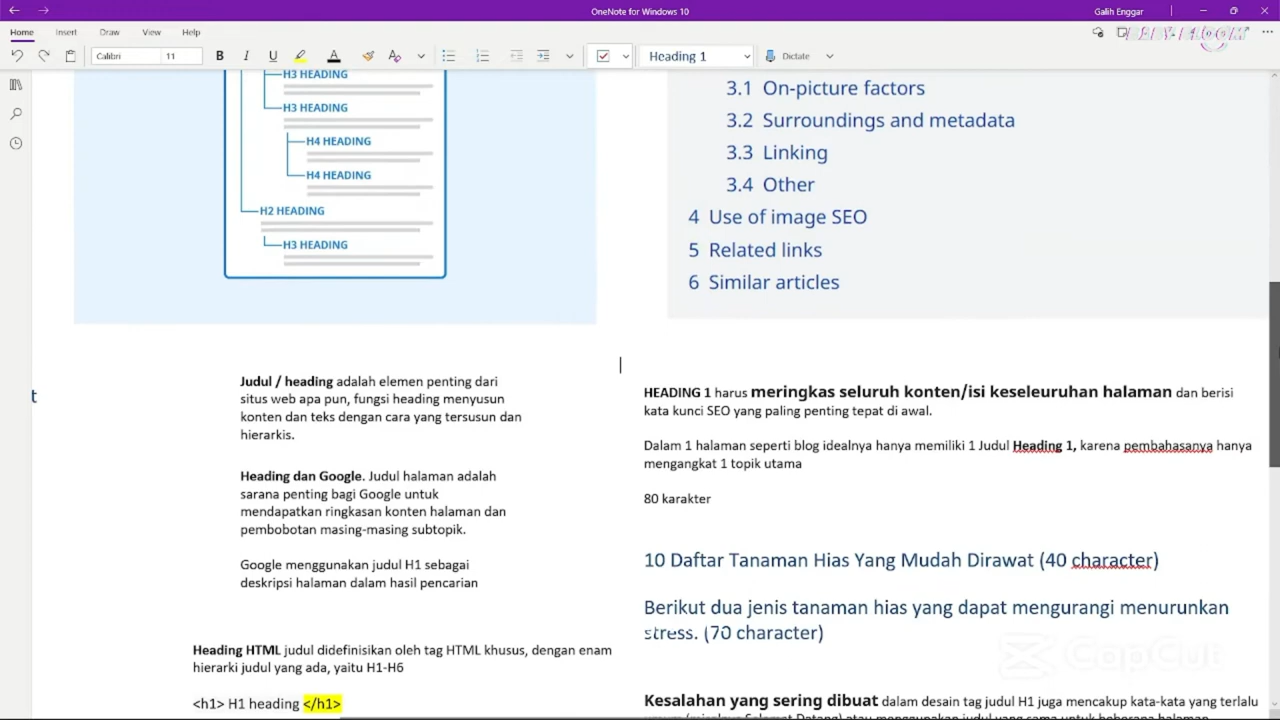 OneNote for Windows 10
Galih Enggar
Home Insert Draw View Help
Calibri 11 B I U A Heading 1 Dictate
H3 HEADING
H3 HEADING
H4 HEADING
H4 HEADING
H2 HEADING
H3 HEADING
3.1 On-picture factors
3.2 Surroundings and metadata
3.3 Linking
3.4 Other
4 Use of image SEO
5 Related links
6 Similar articles
t
Judul / heading adalah elemen penting dari
situs web apa pun, fungsi heading menyusun
konten dan teks dengan cara yang tersusun dan
hierarkis.
Heading dan Google. Judul halaman adalah
sarana penting bagi Google untuk
mendapatkan ringkasan konten halaman dan
pembobotan masing-masing subtopik.
Google menggunakan judul H1 sebagai
deskripsi halaman dalam hasil pencarian
Heading HTML judul didefinisikan oleh tag HTML khusus, dengan enam
hierarki judul yang ada, yaitu H1-H6
<h1> H1 heading </h1>
HEADING 1 harus meringkas seluruh konten/isi keseleuruhan halaman dan berisi
kata kunci SEO yang paling penting tepat di awal.
Dalam 1 halaman seperti blog idealnya hanya memiliki 1 Judul Heading 1, karena pembahasanya hanya
mengangkat 1 topik utama
80 karakter
10 Daftar Tanaman Hias Yang Mudah Dirawat (40 character)
Berikut dua jenis tanaman hias yang dapat mengurangi menurunkan
stress. (70 character)
CapCut
Kesalahan yang sering dibuat dalam desain tag judul H1 juga mencakup kata-kata yang terlalu